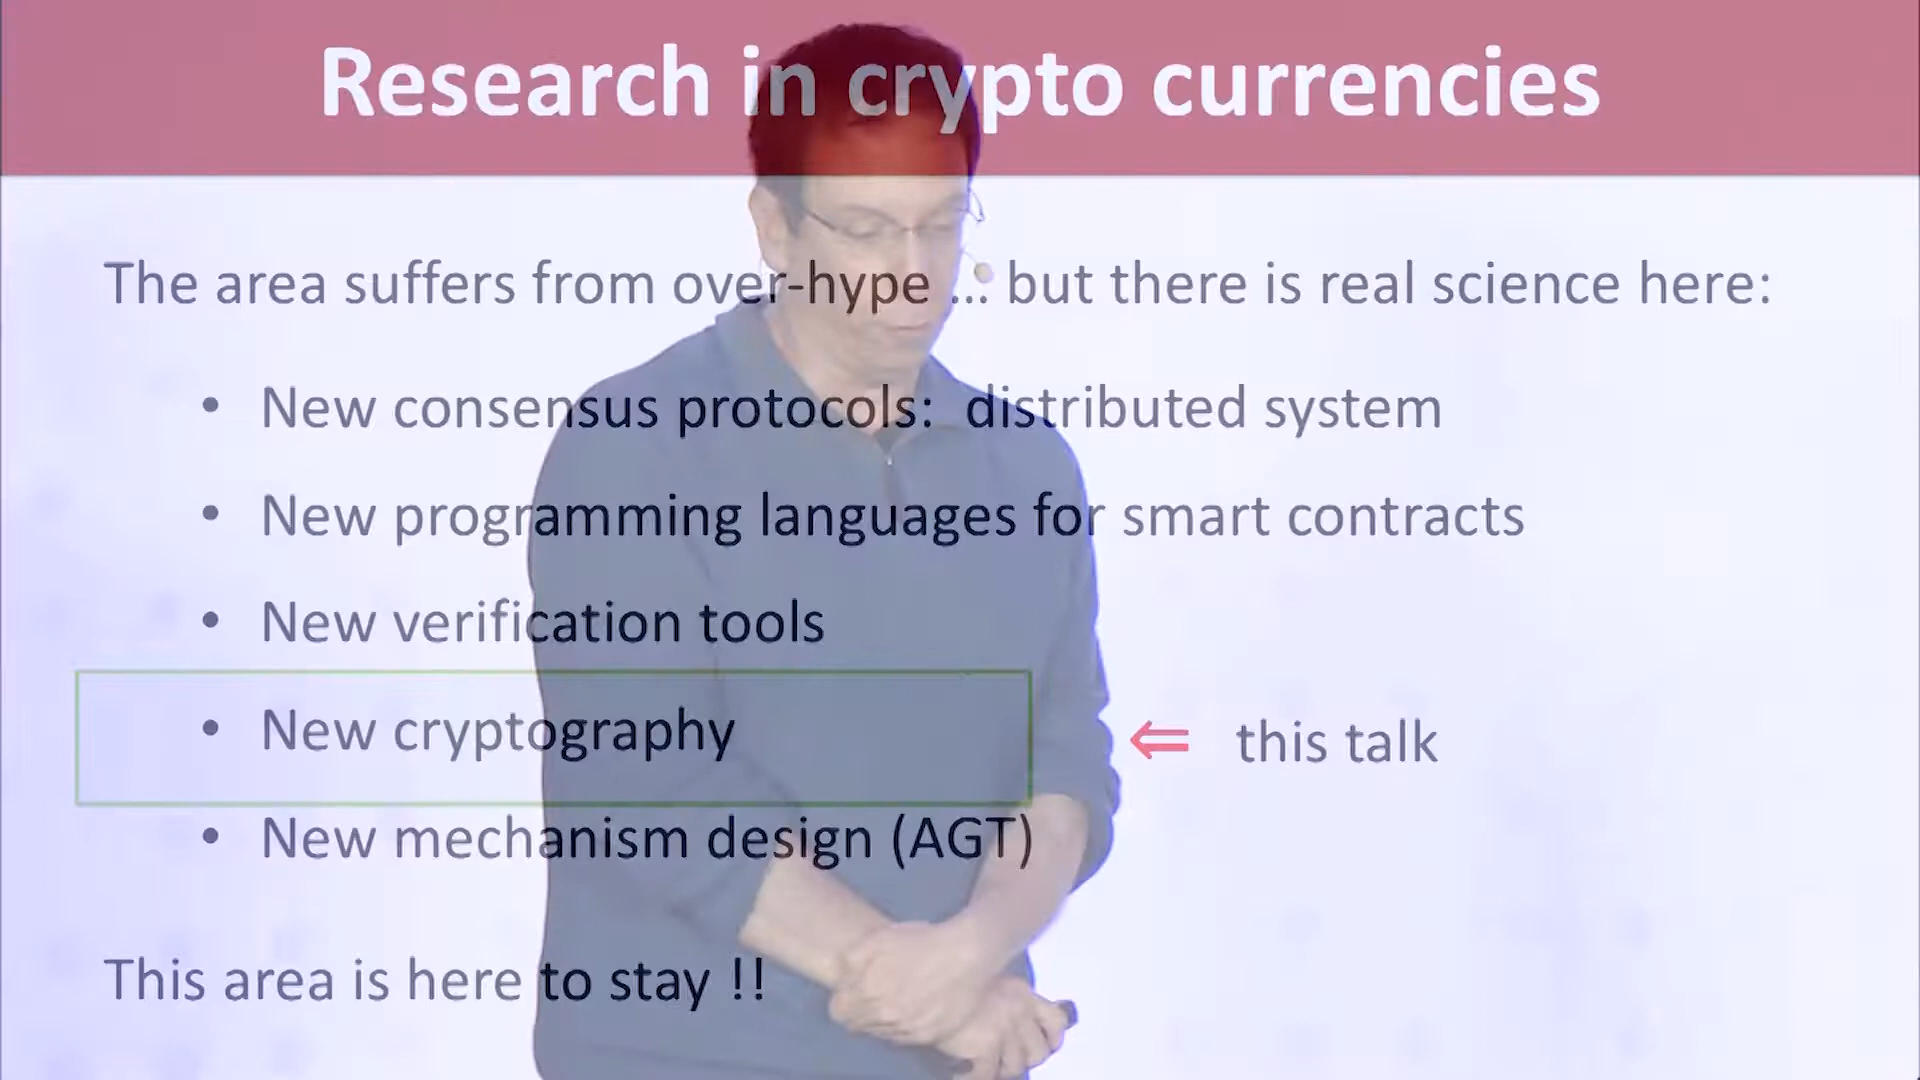 Research in crypto currencies
The area suffers from over-hype ... but there is real science here:
• New consensus protocols: distributed system
• New programming languages for smart contracts
• New verification tools
• New cryptography ⇐ this talk
• New mechanism design (AGT)
This area is here to stay !!